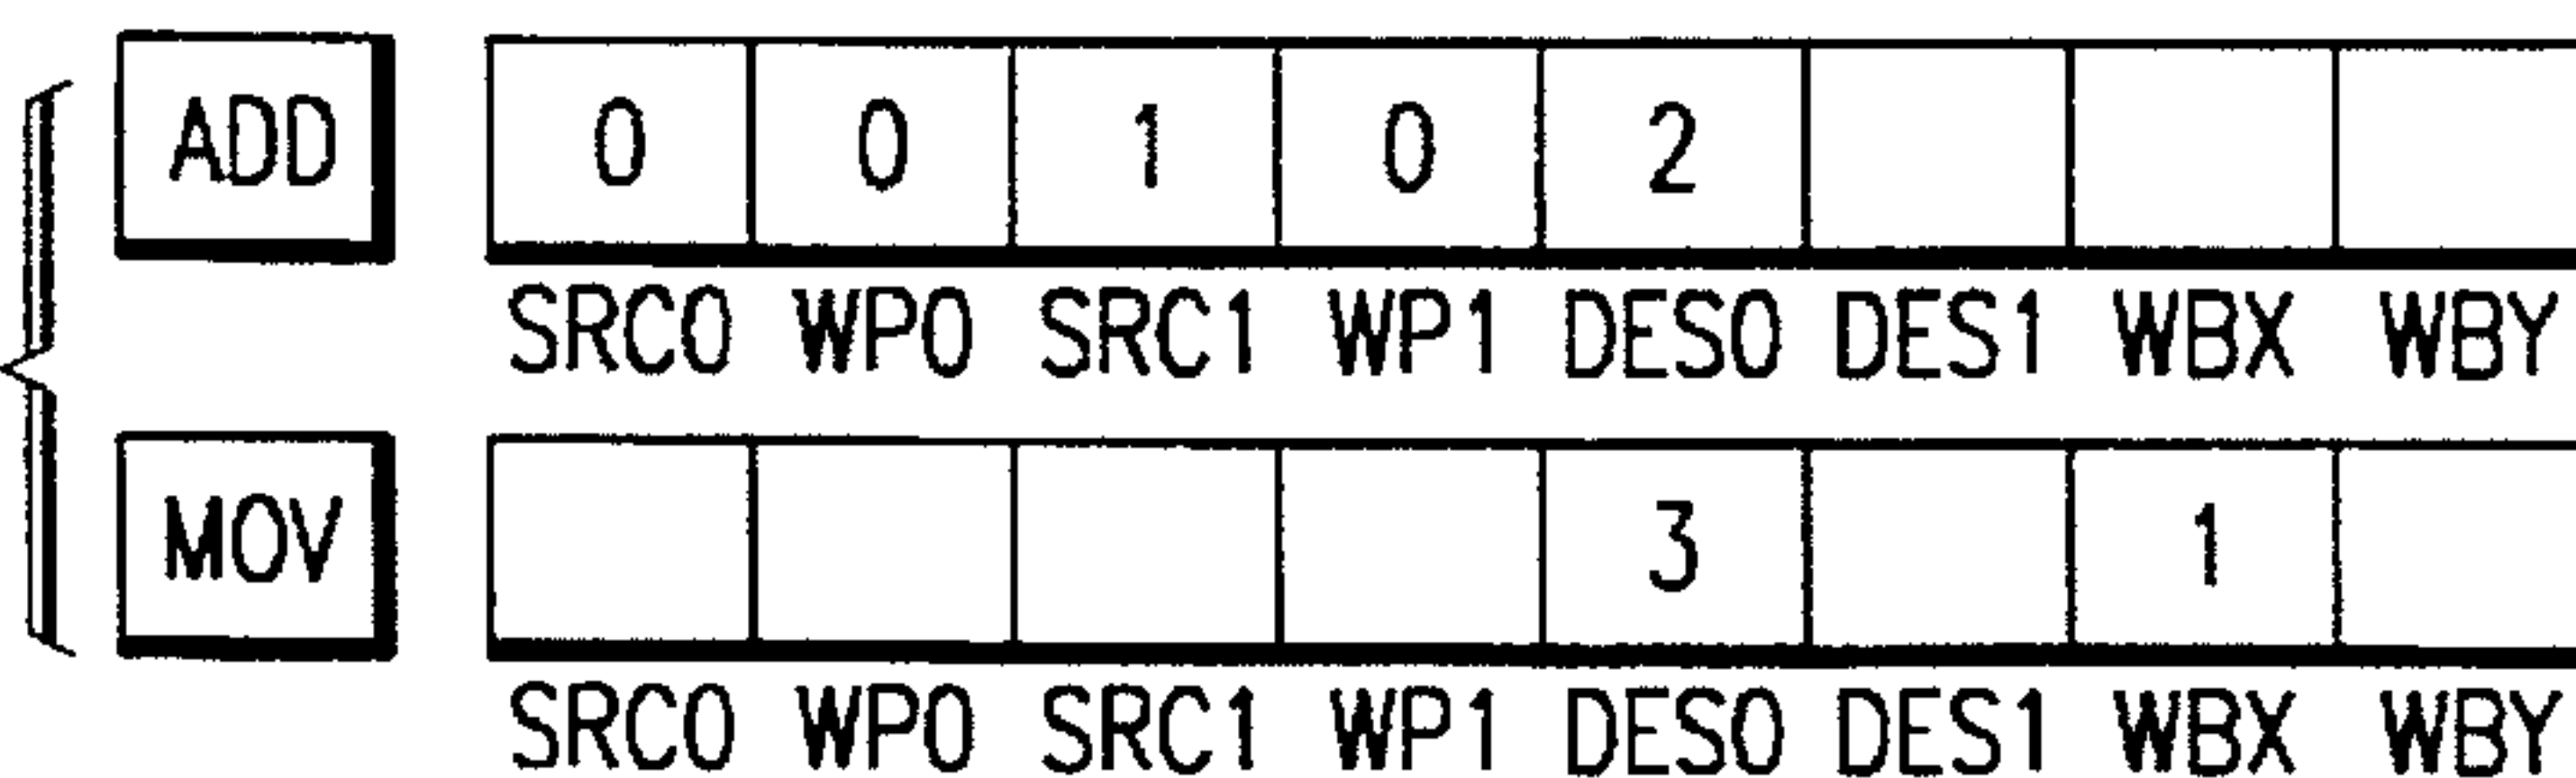 ADD 0 0 1 0 2
SRC0 WP0 SRC1 WP1 DES0 DES1 WBX WBY
MOV 3 1
SRC0 WP0 SRC1 WP1 DES0 DES1 WBX WBY